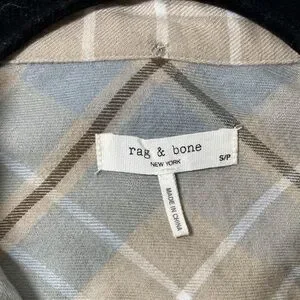 rag & bone
NEW YORK
S/P
MADE IN CHINA